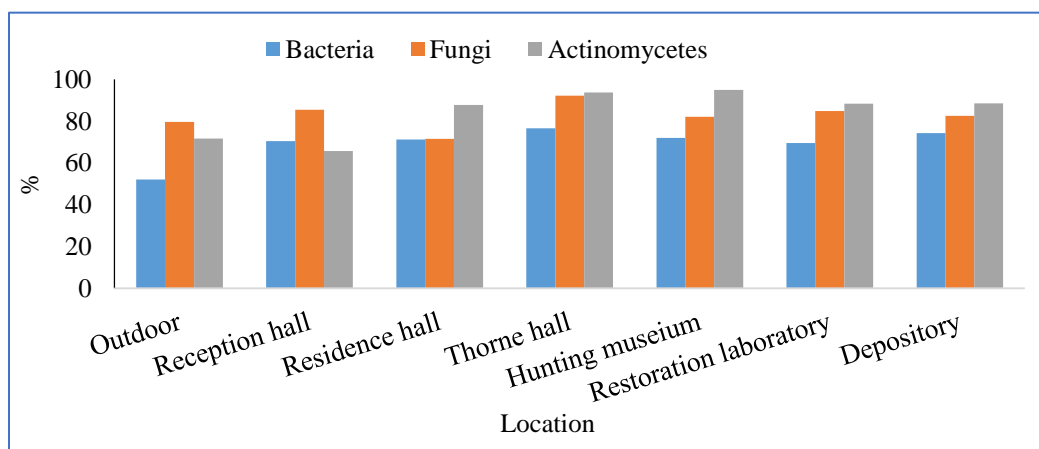 Bacteria Fungi Actinomycetes
100
80
60
40
20
0
%
Outdoor
Reception hall
Residence hall
Thorne hall
Hunting museium
Restoration laboratory
Depository
Location